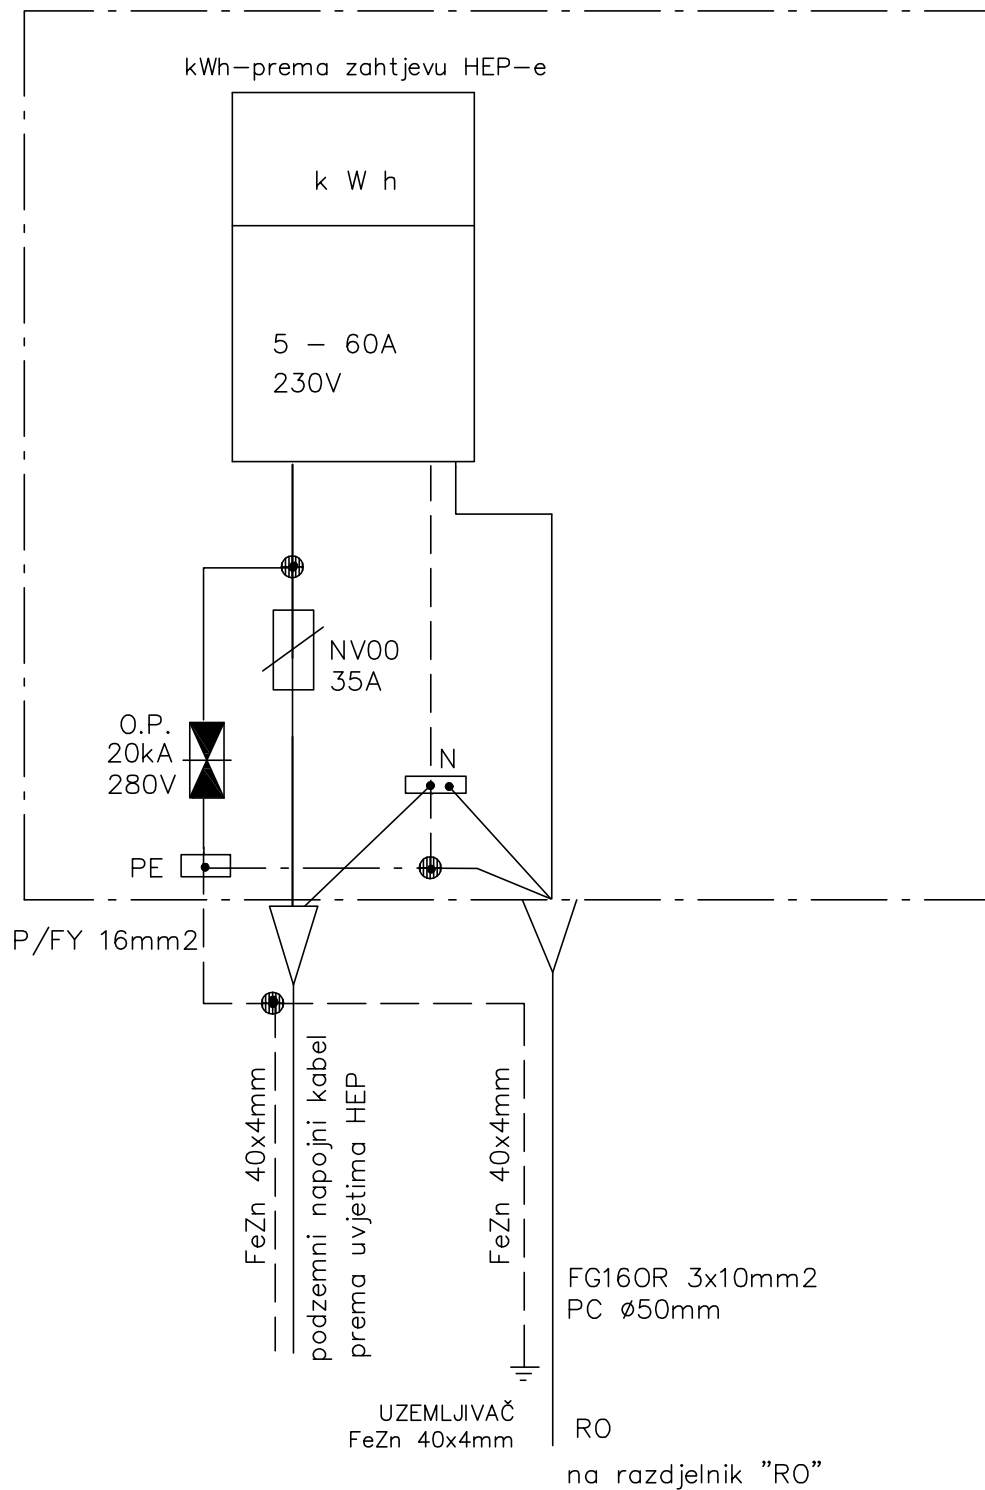 kWh-prema zahtjevu HEP-e
k W h
5 - 60A
230V
NV00
35A
O.P.
20kA
280V
N
PE
P/FY 16mm2
FeZn 40x4mm
podzemni napojni kabel
prema uvjetima HEP
FeZn 40x4mm
FG16OR 3x10mm2
PC ø50mm
UZEMLJIVAČ
FeZn 40x4mm
RO
na razdjelnik "RO"